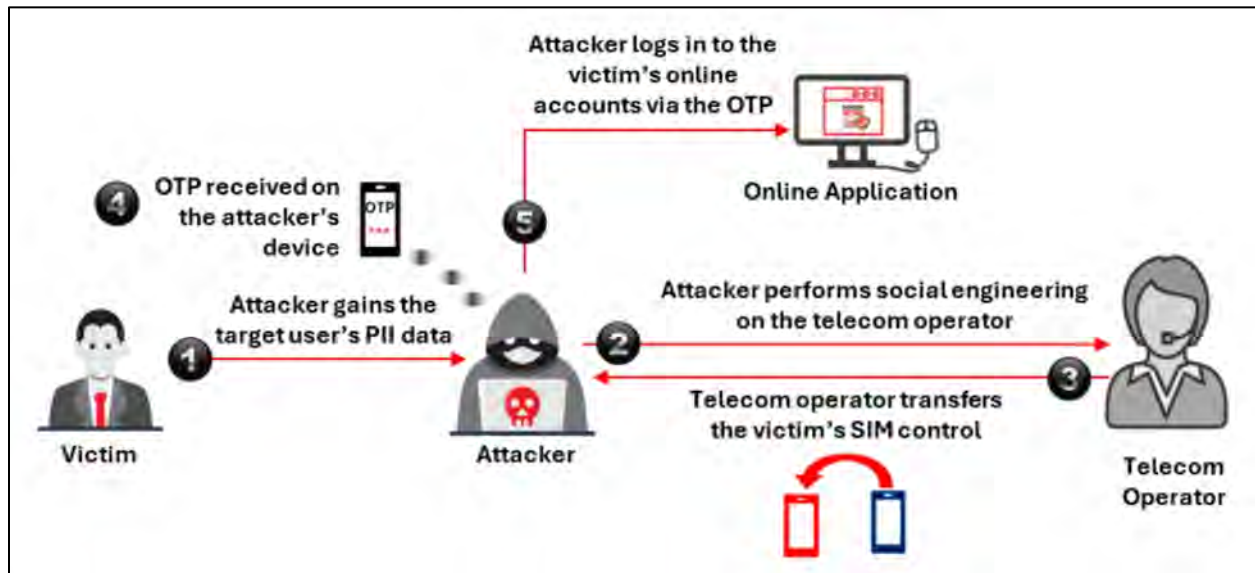 Attacker logs in to the
victim's online
accounts via the OTP
Online Application
4
OTP received on
the attacker's
device
OTP
***
5
Attacker gains the
target user's PII data
1
Victim
Attacker
2
Attacker performs social engineering
on the telecom operator
3
Telecom operator transfers
the victim's SIM control
Telecom
Operator